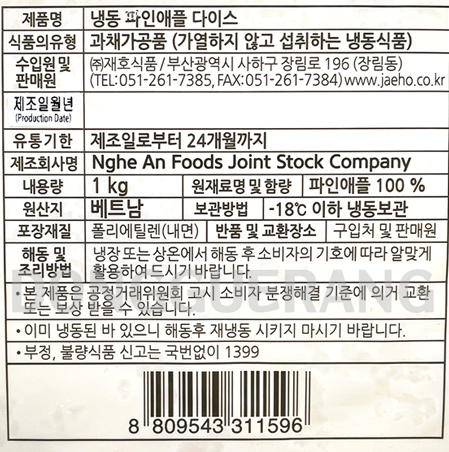 제품명 냉동 파인애플 다이스
식품의유형 과채가공품 (가열하지 않고 섭취하는 냉동식품)
수입원 및 판매원 ㈜재호식품 / 부산광역시 사하구 장림로 196 (장림동)
(TEL:051-261-7385, FAX:051-261-7384) www.jaeho.co.kr
제조일월년
(Production Date)
유통기한 제조일로부터 24개월까지
제조회사명 Nghe An Foods Joint Stock Company
내용량 1 kg 원재료명 및 함량 파인애플 100 %
원산지 베트남 보관방법 -18℃ 이하 냉동보관
포장재질 폴리에틸렌(내면) 반품 및 교환장소 구입처 및 판매원
해동 및 조리방법 냉장 또는 상온에서 해동 후 소비자의 기호에 따라 알맞게
활용하여 드시기 바랍니다.
• 본 제품은 공정거래위원회 고시 소비자 분쟁해결 기준에 의거 교환
또는 보상 받을 수 있습니다.
• 이미 냉동된 바 있으니 해동후 재냉동 시키지 마시기 바랍니다.
• 부정, 불량식품 신고는 국번없이 1399
8 809543 311596